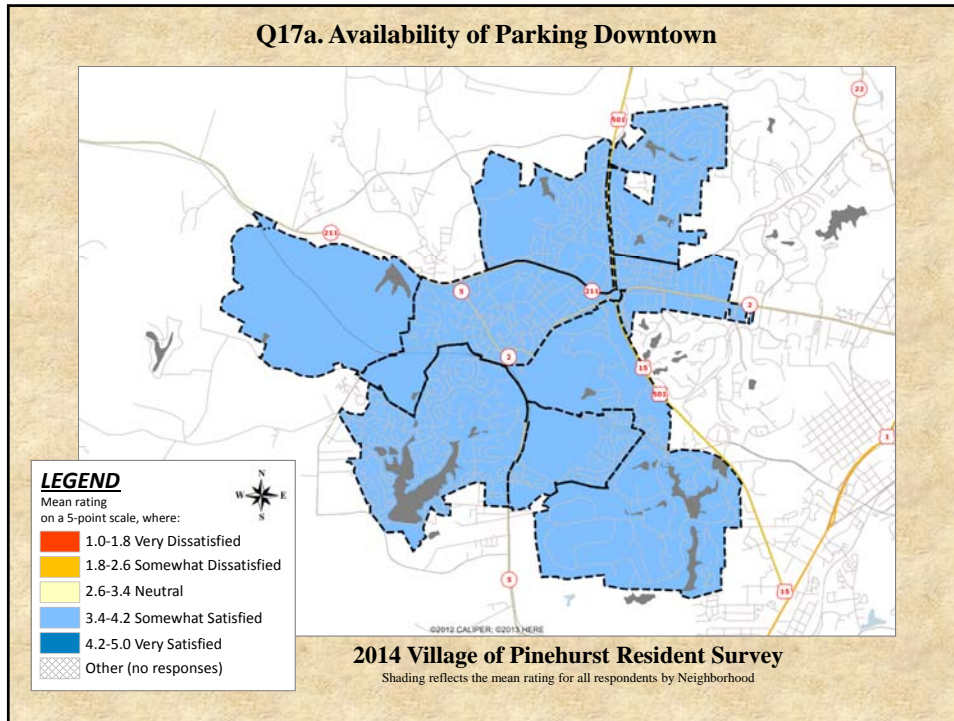 Q17a. Availability of Parking Downtown
22
501
211
5
211
2
2
15
501
1
5
15
©2012 CALIPER; ©2013 HERE
LEGEND
Mean rating
on a 5-point scale, where:
N
W E
S
1.0-1.8 Very Dissatisfied
1.8-2.6 Somewhat Dissatisfied
2.6-3.4 Neutral
3.4-4.2 Somewhat Satisfied
4.2-5.0 Very Satisfied
Other (no responses)
2014 Village of Pinehurst Resident Survey
Shading reflects the mean rating for all respondents by Neighborhood